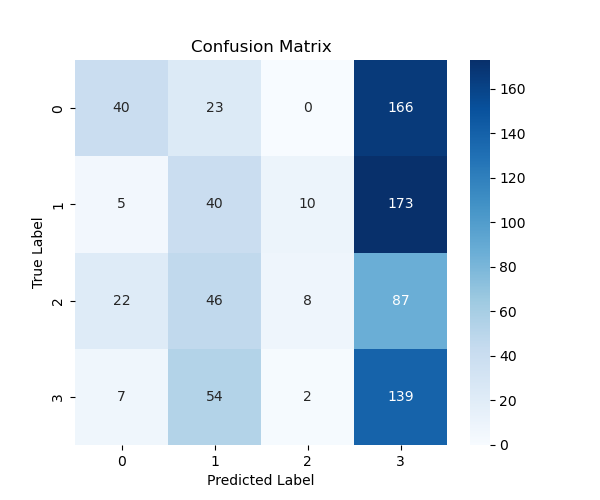 Confusion Matrix
0 40 23 0 166
1 5 40 10 173
2 22 46 8 87
3 7 54 2 139
0 1 2 3
True Label
Predicted Label
160
140
120
100
80
60
40
20
0